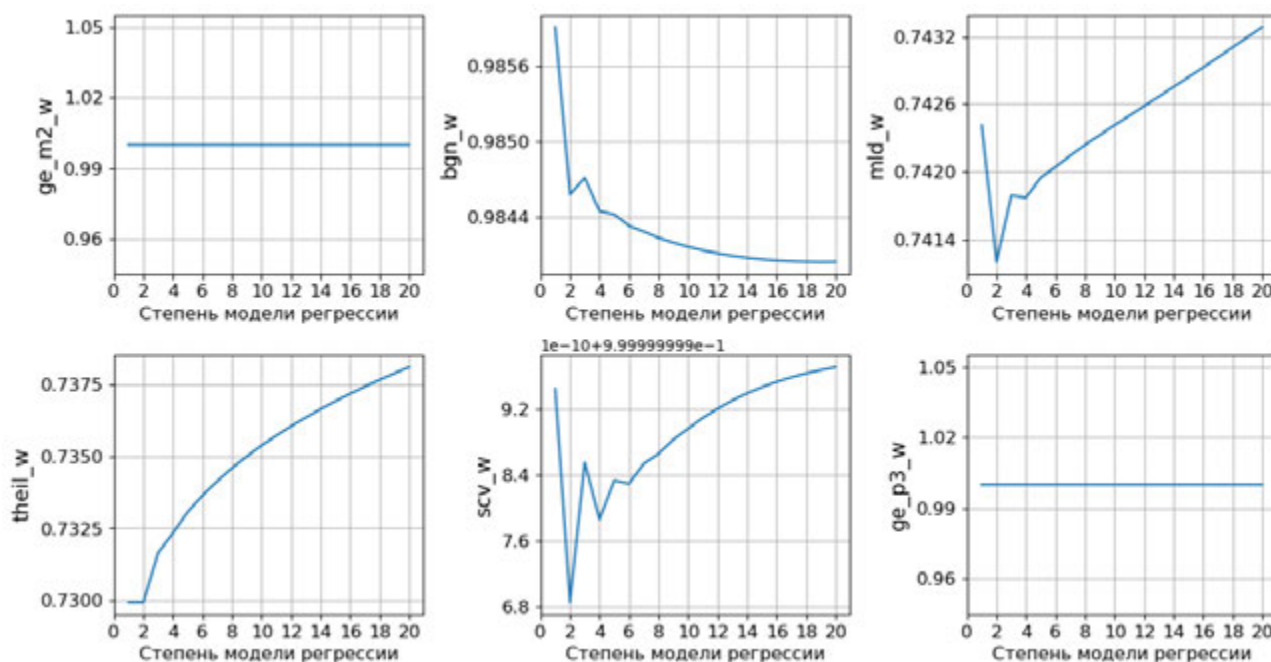 ge_m2_w
1.05
1.02
0.99
0.96
0 2 4 6 8 10 12 14 16 18 20
Степень модели регрессии
bgn_w
0.9856
0.9850
0.9844
0 2 4 6 8 10 12 14 16 18 20
Степень модели регрессии
mld_w
0.7432
0.7426
0.7420
0.7414
0 2 4 6 8 10 12 14 16 18 20
Степень модели регрессии
theil_w
0.7375
0.7350
0.7325
0.7300
0 2 4 6 8 10 12 14 16 18 20
Степень модели регрессии
1e−10+9.99999999e−1
scv_w
9.2
8.4
7.6
6.8
0 2 4 6 8 10 12 14 16 18 20
Степень модели регрессии
ge_p3_w
1.05
1.02
0.99
0.96
0 2 4 6 8 10 12 14 16 18 20
Степень модели регрессии